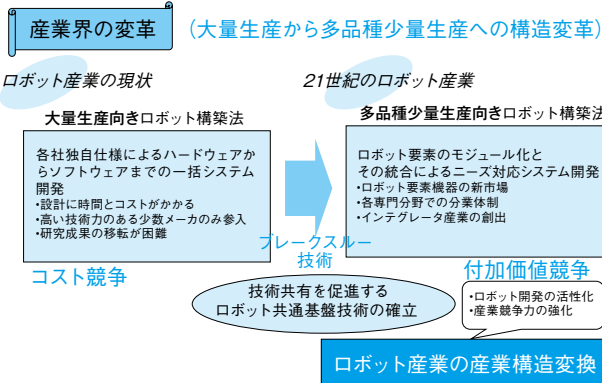 産業界の変革
(大量生産から多品種少量生産への構造変革)
ロボット産業の現状
21世紀のロボット産業
大量生産向きロボット構築法
多品種少量生産向きロボット構築法
各社独自仕様によるハードウェアか
らソフトウェアまでの一括システム
開発
・設計に時間とコストがかかる
・高い技術力のある少数メーカのみ参入
・研究成果の移転が困難
ロボット要素のモジュール化と
その統合によるニーズ対応システム開発
・ロボット要素機器の新市場
・各専門分野での分業体制
・インテグレータ産業の創出
ブレークスルー
技術
コスト競争
付加価値競争
技術共有を促進する
ロボット共通基盤技術の確立
・ロボット開発の活性化
・産業競争力の強化
ロボット産業の産業構造変換